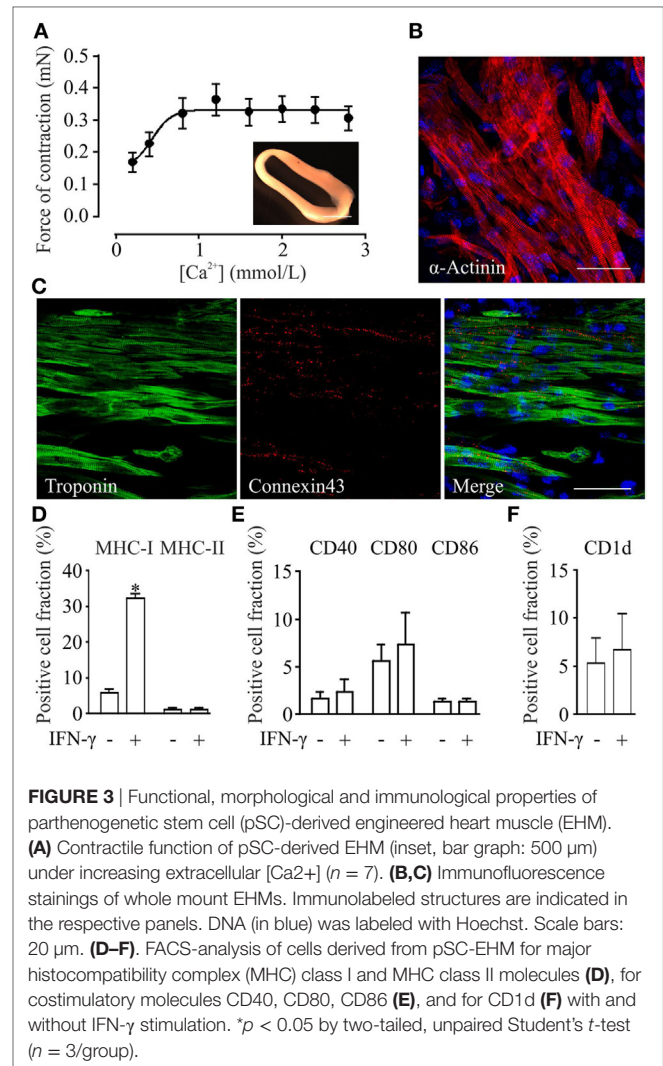 A
B
Force of contraction (mN)
0.5
0.4
0.3
0.2
0.1
0.0
0 1 2 3
[Ca²⁺] (mmol/L)
α-Actinin
C
Troponin
Connexin43
Merge
D
E
F
MHC-I MHC-II
Positive cell fraction (%)
40
30
20
10
0
*
IFN-γ - + - +
CD40 CD80 CD86
Positive cell fraction (%)
15
10
5
0
IFN-γ - + - + - +
CD1d
Positive cell fraction (%)
15
10
5
0
IFN-γ - +
FIGURE 3 | Functional, morphological and immunological properties of
parthenogenetic stem cell (pSC)-derived engineered heart muscle (EHM).
(A) Contractile function of pSC-derived EHM (inset, bar graph: 500 µm)
under increasing extracellular [Ca2+] (n = 7). (B,C) Immunofluorescence
stainings of whole mount EHMs. Immunolabeled structures are indicated in
the respective panels. DNA (in blue) was labeled with Hoechst. Scale bars:
20 µm. (D–F). FACS-analysis of cells derived from pSC-EHM for major
histocompatibility complex (MHC) class I and MHC class II molecules (D), for
costimulatory molecules CD40, CD80, CD86 (E), and for CD1d (F) with and
without IFN-γ stimulation. *p < 0.05 by two-tailed, unpaired Student's t-test
(n = 3/group).